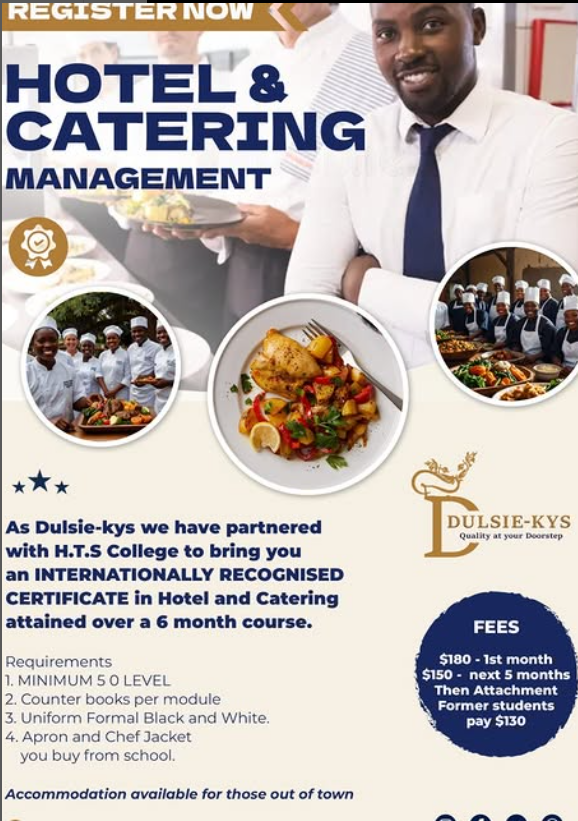 REGISTER NOW
HOTEL &
CATERING
MANAGEMENT
As Dulsie-kys we have partnered
with H.T.S College to bring you
an INTERNATIONALLY RECOGNISED
CERTIFICATE in Hotel and Catering
attained over a 6 month course.
Requirements
1. MINIMUM 5 0 LEVEL
2. Counter books per module
3. Uniform Formal Black and White.
4. Apron and Chef Jacket
you buy from school.
Accommodation available for those out of town
D
DULSIE-KYS
Quality at your Doorstep
FEES
$180 - 1st month
$150 - next 5 months
Then Attachment
Former students
pay $130